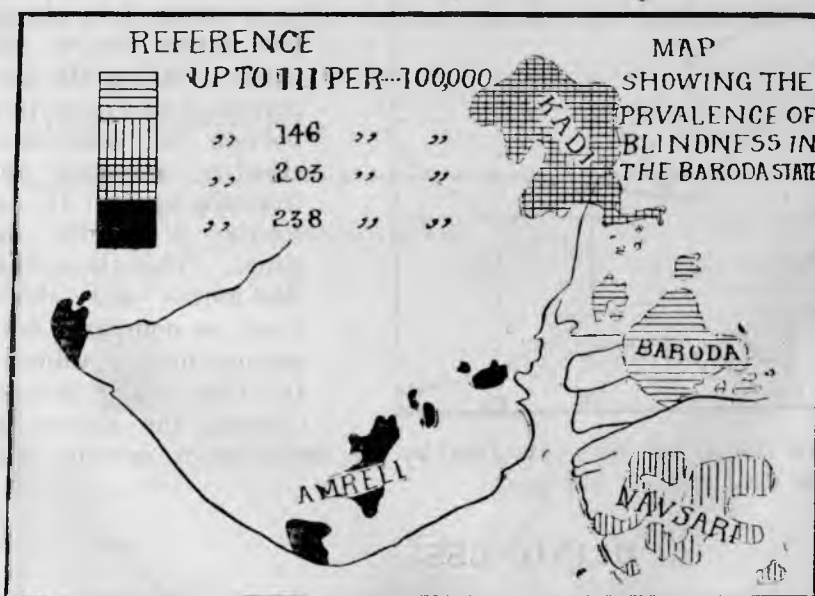 REFERENCE
UP TO 111 PER 100,000
„ 146 „ „
„ 203 „ „
„ 238 „ „
MAP
SHOWING THE
PRVALENCE OF
BLINDNESS IN
THE BARODA STATE
KADI
BARODA
AMRELI
NAVSARI